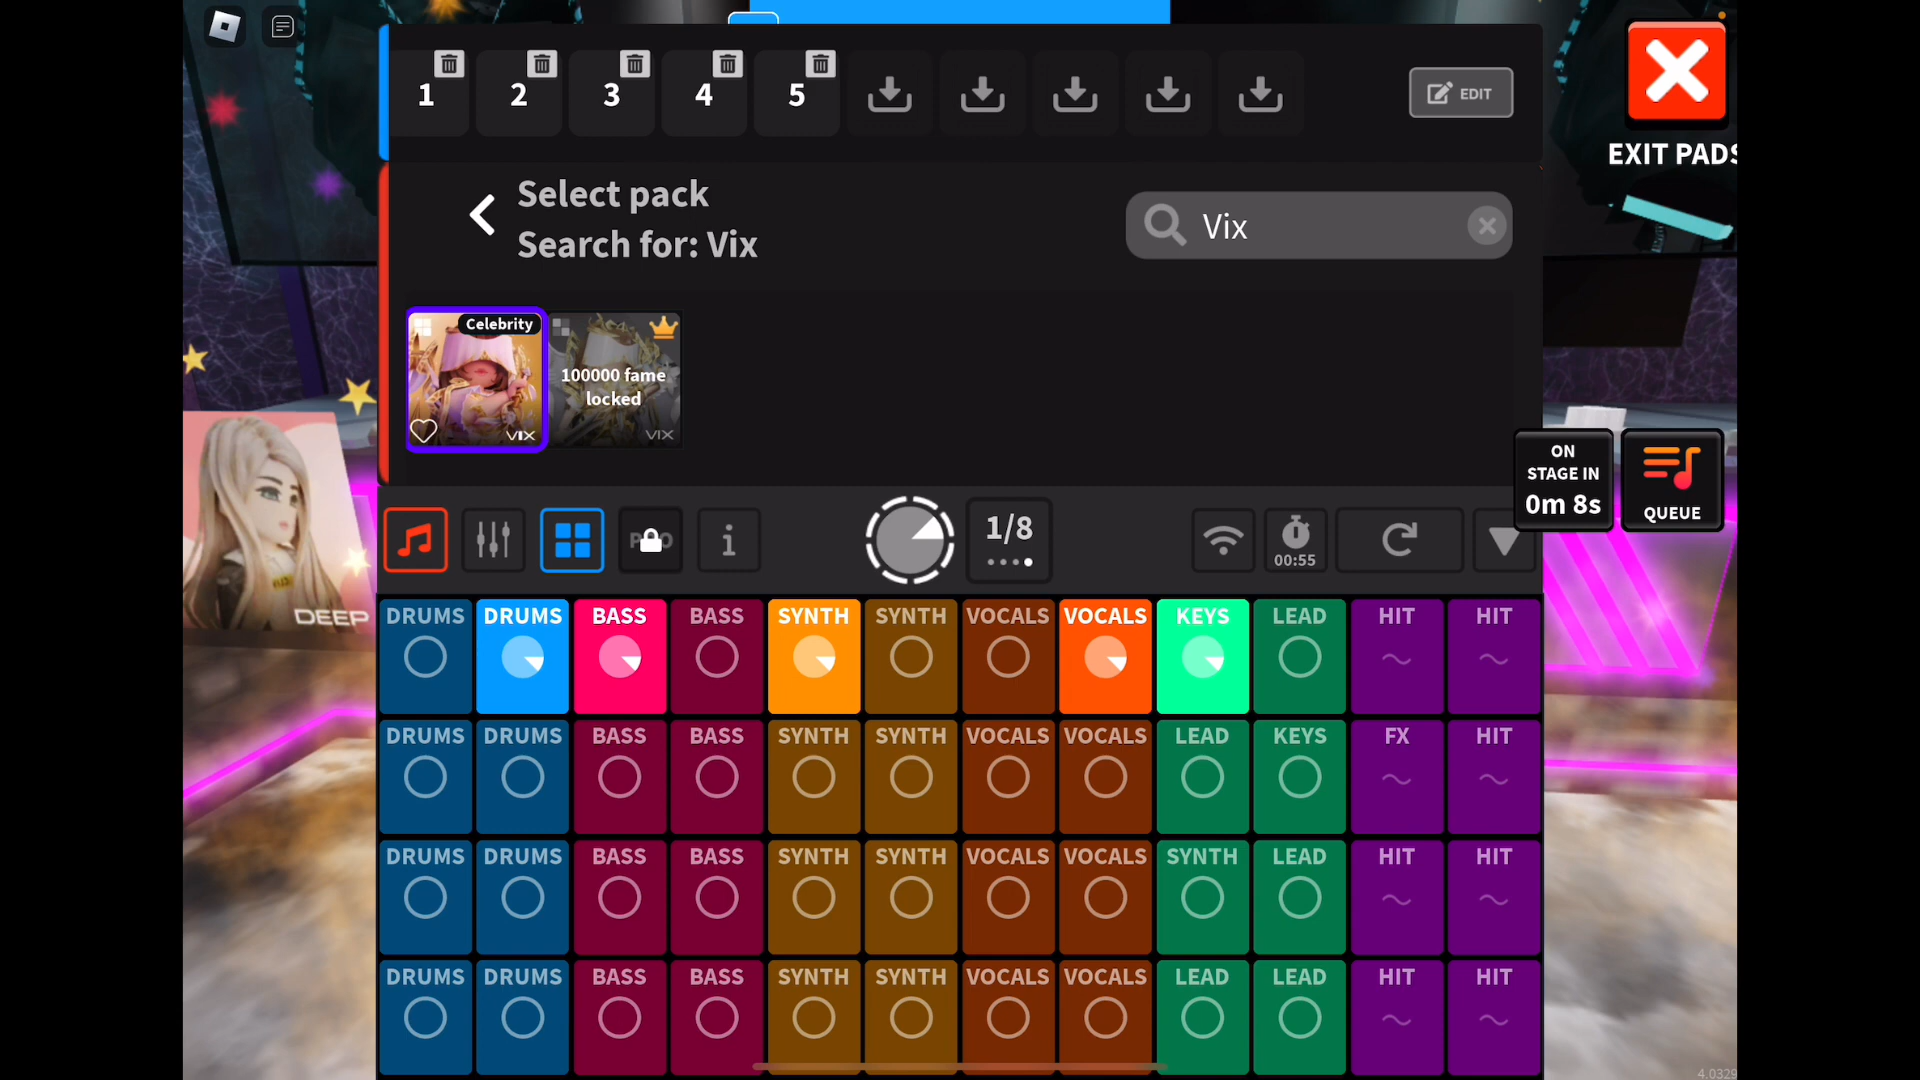 1 2 3 4 5
EDIT
EXIT PADS
Select pack
Search for: Vix
Vix
Celebrity
VIX
100000 fame
locked
VIX
ON
STAGE IN
0m 8s
QUEUE
i
1/8
00:55
DEEP
DRUMS DRUMS BASS BASS SYNTH SYNTH VOCALS VOCALS KEYS LEAD HIT HIT
DRUMS DRUMS BASS BASS SYNTH SYNTH VOCALS VOCALS LEAD KEYS FX HIT
DRUMS DRUMS BASS BASS SYNTH SYNTH VOCALS VOCALS SYNTH LEAD HIT HIT
DRUMS DRUMS BASS BASS SYNTH SYNTH VOCALS VOCALS LEAD LEAD HIT HIT
4.0329